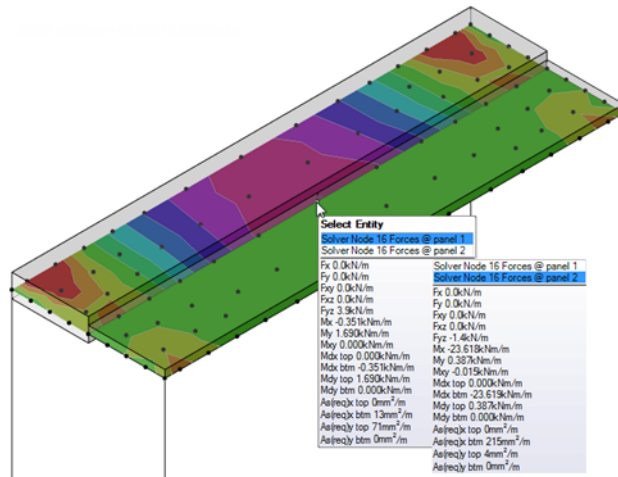 Select Entity
Solver Node 16 Forces @ panel 1
Solver Node 16 Forces @ panel 2
Fx 0.0kN/m
Fy 0.0kN/m
Fxy 0.0kN/m
Fxz 0.0kN/m
Fyz 3.9kN/m
Mx -0.351kNm/m
My 1.690kNm/m
Mxy 0.000kNm/m
Mdx top 0.000kNm/m
Mdx btm -0.351kNm/m
Mdy top 1.690kNm/m
Mdy btm 0.000kNm/m
As(req)x top 0mm²/m
As(req)x btm 13mm²/m
As(req)y top 71mm²/m
As(req)y btm 0mm²/m
Solver Node 16 Forces @ panel 1
Solver Node 16 Forces @ panel 2
Fx 0.0kN/m
Fy 0.0kN/m
Fxy 0.0kN/m
Fxz 0.0kN/m
Fyz -1.4kN/m
Mx -23.618kNm/m
My 0.387kNm/m
Mxy -0.015kNm/m
Mdx top 0.000kNm/m
Mdx btm -23.619kNm/m
Mdy top 0.387kNm/m
Mdy btm 0.000kNm/m
As(req)x top 0mm²/m
As(req)x btm 215mm²/m
As(req)y top 4mm²/m
As(req)y btm 0mm²/m